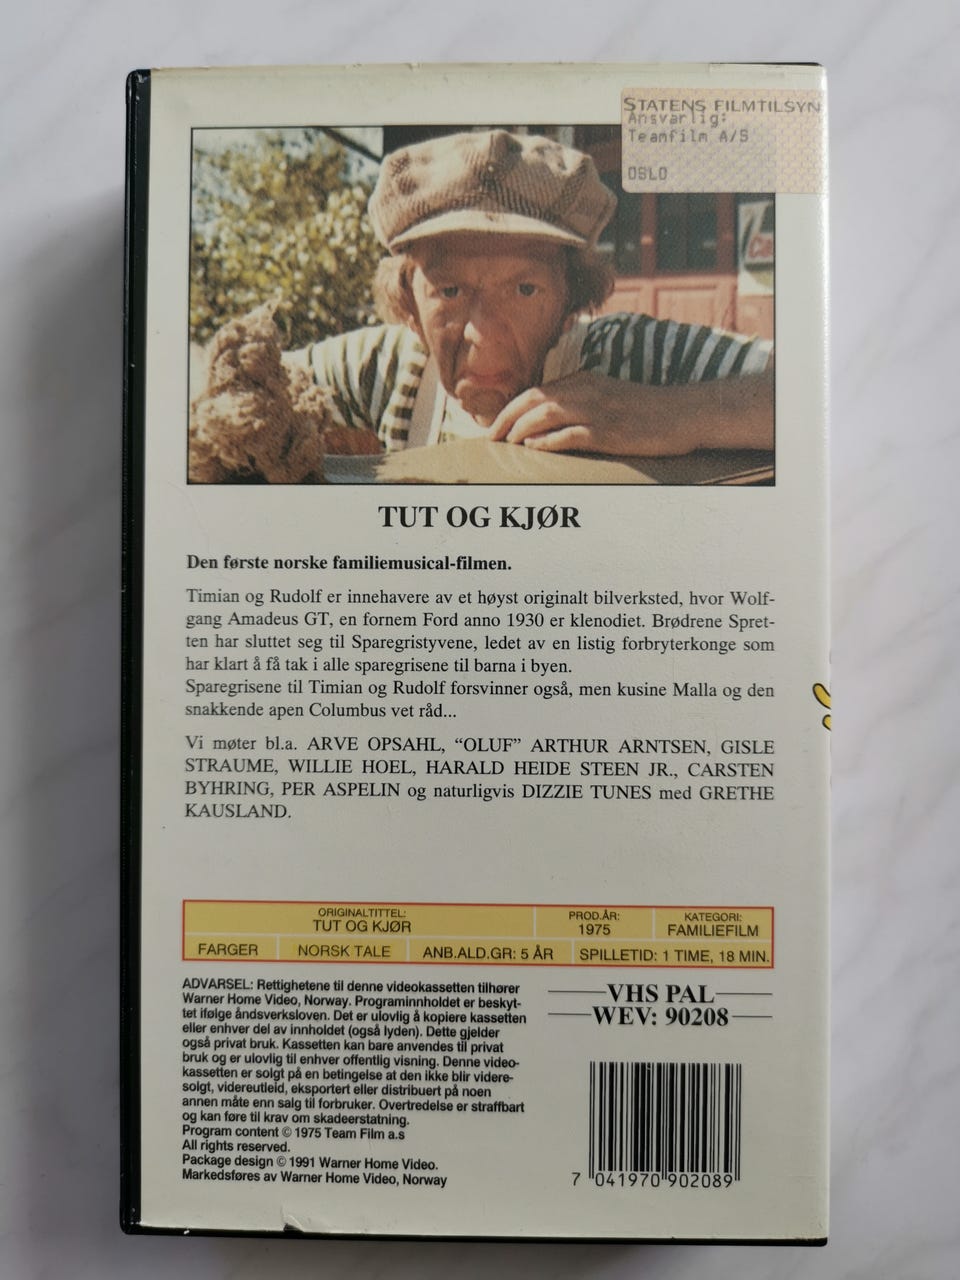 STATENS FILMTILSYN
Ansvarlig:
Teamfilm A/S
OSLO
TUT OG KJØR
Den første norske familiemusical-filmen.
Timian og Rudolf er innehavere av et høyst originalt bilverksted, hvor Wolf-
gang Amadeus GT, en fornem Ford anno 1930 er klenodiet. Brødrene Spret-
ten har sluttet seg til Sparegristyvene, ledet av en listig forbryterkonge som
har klart å få tak i alle sparegrisene til barna i byen.
Sparegrisene til Timian og Rudolf forsvinner også, men kusine Malla og den
snakkende apen Columbus vet råd...
Vi møter bl.a. ARVE OPSAHL, “OLUF” ARTHUR ARNTSEN, GISLE
STRAUME, WILLIE HOEL, HARALD HEIDE STEEN JR., CARSTEN
BYHRING, PER ASPELIN og naturligvis DIZZIE TUNES med GRETHE
KAUSLAND.
ORIGINALTITTEL:
TUT OG KJØR
PROD.ÅR:
1975
KATEGORI:
FAMILIEFILM
FARGER
NORSK TALE
ANB.ALD.GR: 5 ÅR
SPILLETID: 1 TIME, 18 MIN.
ADVARSEL: Rettighetene til denne videokassetten tilhører
Warner Home Video, Norway. Programinnholdet er beskyt-
tet ifølge åndsverksloven. Det er ulovlig å kopiere kassetten
eller enhver del av innholdet (også lyden). Dette gjelder
også privat bruk. Kassetten kan bare anvendes til privat
bruk og er ulovlig til enhver offentlig visning. Denne video-
kassetten er solgt på en betingelse at den ikke blir videre-
solgt, videreutleid, eksportert eller distribuert på noen
annen måte enn salg til forbruker. Overtredelse er straffbart
og kan føre til krav om skadeerstatning.
Program content © 1975 Team Film a.s
All rights reserved.
Package design © 1991 Warner Home Video.
Markedsføres av Warner Home Video, Norway
VHS PAL
WEV: 90208
7 041970 902089